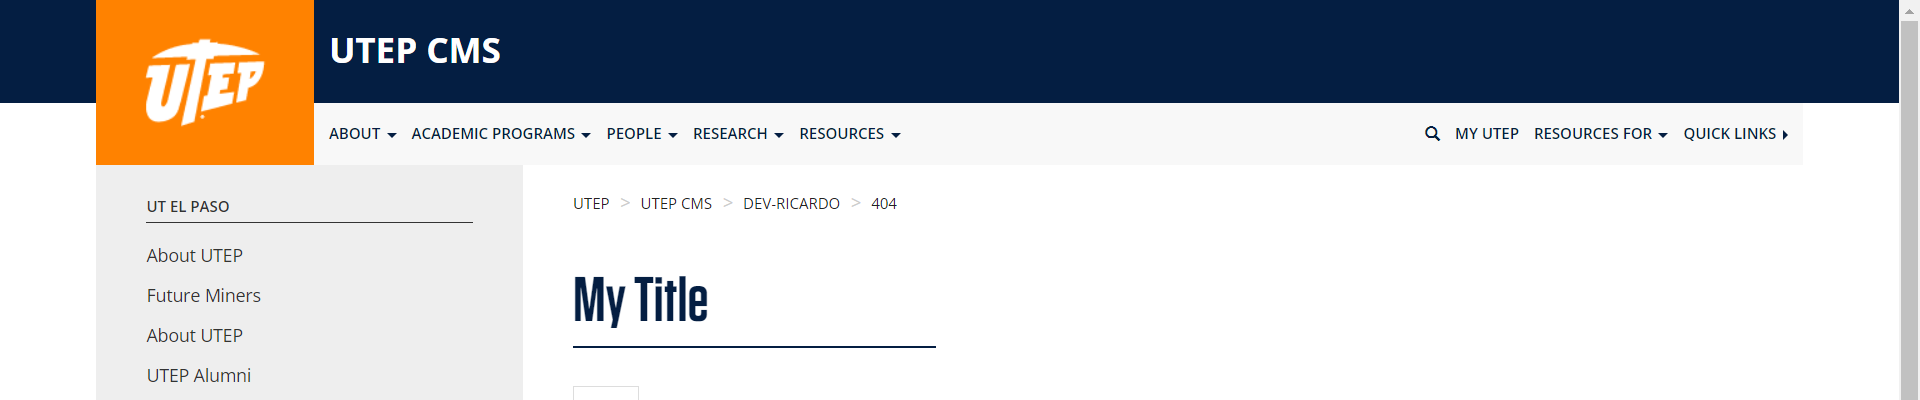 UTEP
UTEP CMS
ABOUT ACADEMIC PROGRAMS PEOPLE RESEARCH RESOURCES MY UTEP RESOURCES FOR QUICK LINKS
UT EL PASO
About UTEP
Future Miners
About UTEP
UTEP Alumni
UTEP > UTEP CMS > DEV-RICARDO > 404
My Title